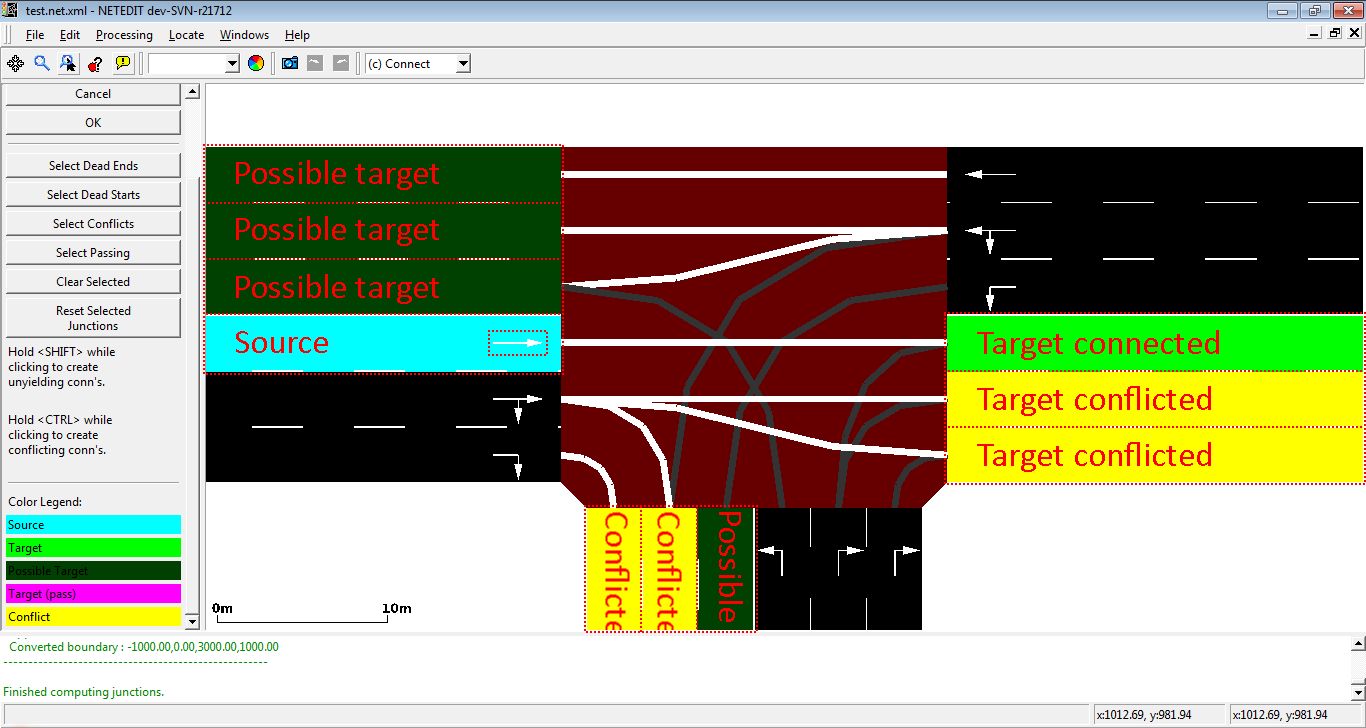 test.net.xml - NETEDIT dev-SVN-r21712
File Edit Processing Locate Windows Help
(c) Connect
Cancel
OK
Select Dead Ends
Select Dead Starts
Select Conflicts
Select Passing
Clear Selected
Reset Selected
Junctions
Hold <SHIFT> while
clicking to create
unyielding conn's.
Hold <CTRL> while
clicking to create
conflicting conn's.
Color Legend:
Source
Target
Possible Target
Target (pass)
Conflict
Possible target
Possible target
Possible target
Source
Target connected
Target conflicted
Target conflicted
Conflicte
Conflicte
Possible
0m 10m
Converted boundary : -1000.00,0.00,3000.00,1000.00
-----------------------------------------------------
Finished computing junctions.
x:1012.69, y:981.94 x:1012.69, y:981.94